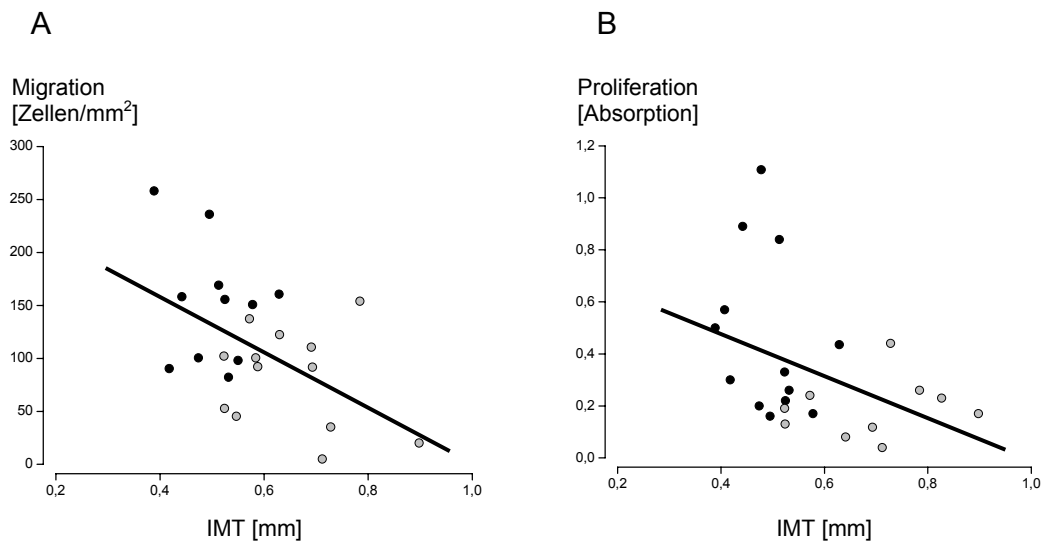 A
Migration
[Zellen/mm²]
300
250
200
150
100
50
0
0,2 0,4 0,6 0,8 1,0
IMT [mm]
B
Proliferation
[Absorption]
1,2
1,0
0,8
0,6
0,4
0,2
0,0
0,2 0,4 0,6 0,8 1,0
IMT [mm]